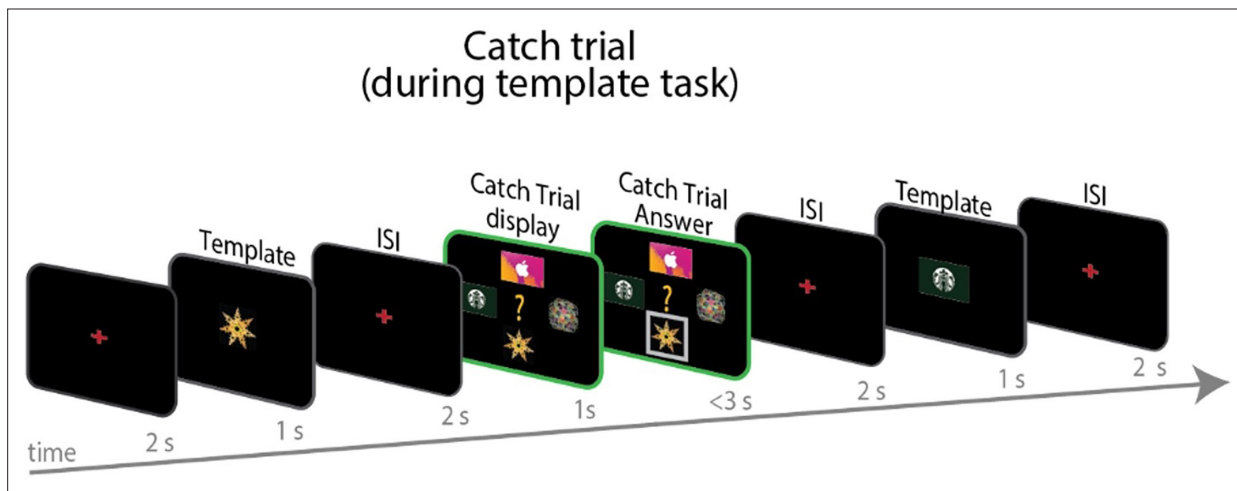 Catch trial
(during template task)
Template
ISI
Catch Trial
display
Catch Trial
Answer
ISI
Template
ISI
?
?
2 s
1 s
2 s
1s
<3 s
2 s
1 s
2 s
time